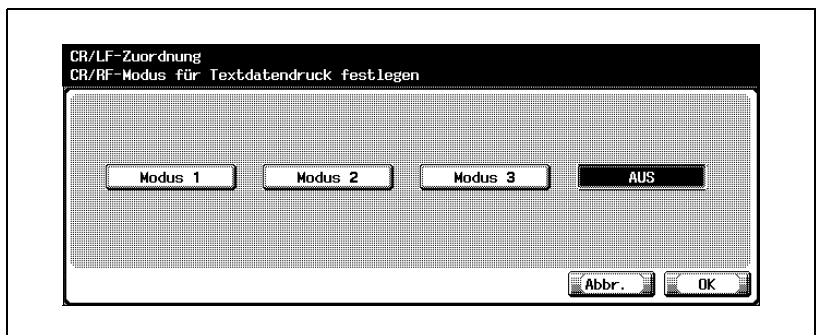 CR/LF-Zuordnung
CR/RF-Modus für Textdatendruck festlegen
Modus 1 Modus 2 Modus 3 AUS
Abbr. OK